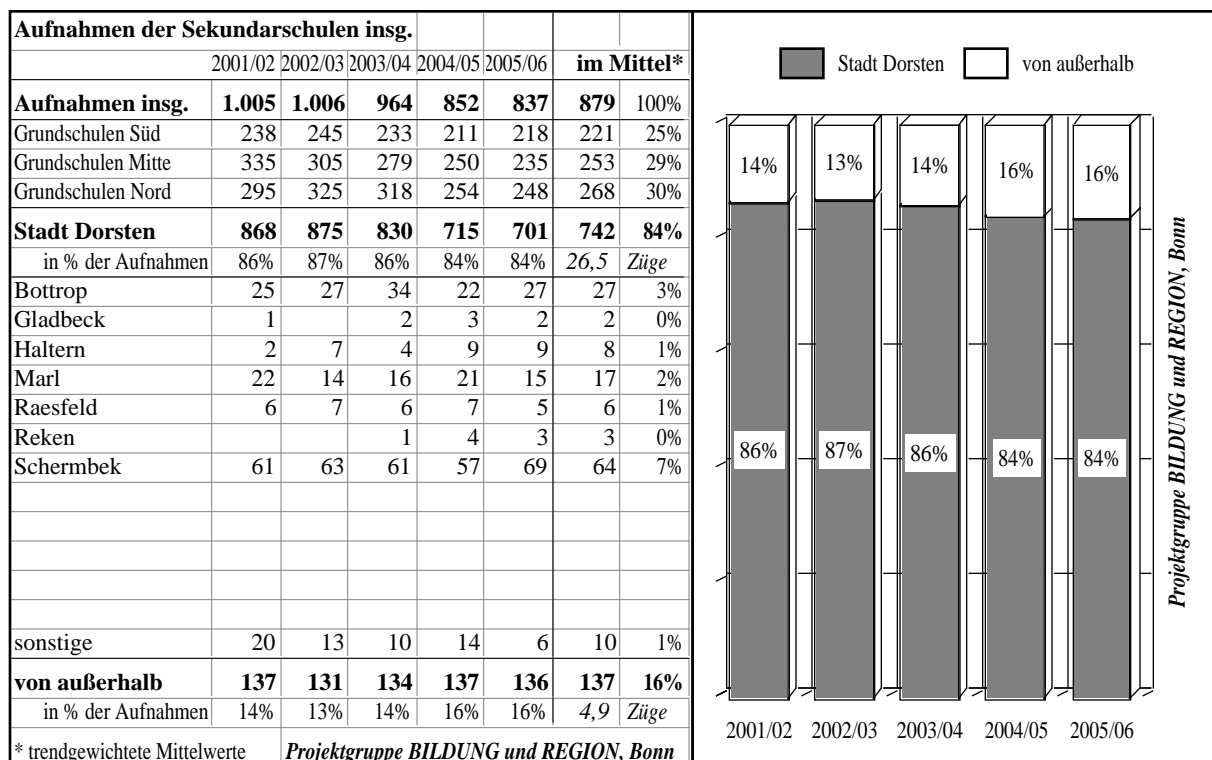 Aufnahmen der Sekundarschulen insg.
2001/02 2002/03 2003/04 2004/05 2005/06 im Mittel*
Aufnahmen insg. 1.005 1.006 964 852 837 879 100%
Grundschulen Süd 238 245 233 211 218 221 25%
Grundschulen Mitte 335 305 279 250 235 253 29%
Grundschulen Nord 295 325 318 254 248 268 30%
Stadt Dorsten 868 875 830 715 701 742 84%
in % der Aufnahmen 86% 87% 86% 84% 84% 26,5 Züge
Bottrop 25 27 34 22 27 27 3%
Gladbeck 1 2 3 2 2 0%
Haltern 2 7 4 9 9 8 1%
Marl 22 14 16 21 15 17 2%
Raesfeld 6 7 6 7 5 6 1%
Reken 1 4 3 3 0%
Schermbek 61 63 61 57 69 64 7%
sonstige 20 13 10 14 6 10 1%
von außerhalb 137 131 134 137 136 137 16%
in % der Aufnahmen 14% 13% 14% 16% 16% 4,9 Züge
* trendgewichtete Mittelwerte Projektgruppe BILDUNG und REGION, Bonn
Stadt Dorsten von außerhalb
14% 13% 14% 16% 16%
86% 87% 86% 84% 84%
2001/02 2002/03 2003/04 2004/05 2005/06
Projektgruppe BILDUNG und REGION, Bonn